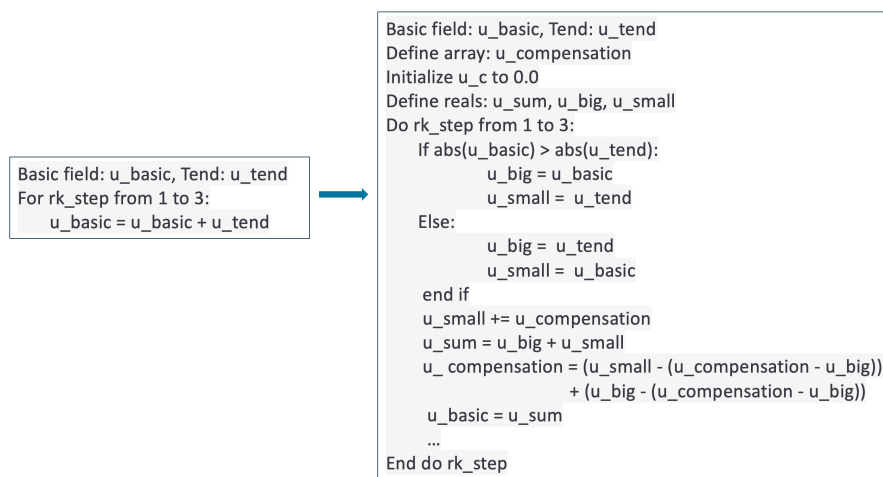 Basic field: u_basic, Tend: u_tend
For rk_step from 1 to 3:
u_basic = u_basic + u_tend
Basic field: u_basic, Tend: u_tend
Define array: u_compensation
Initialize u_c to 0.0
Define reals: u_sum, u_big, u_small
Do rk_step from 1 to 3:
If abs(u_basic) > abs(u_tend):
u_big = u_basic
u_small = u_tend
Else:
u_big = u_tend
u_small = u_basic
end if
u_small += u_compensation
u_sum = u_big + u_small
u_ compensation = (u_small - (u_compensation - u_big))
+ (u_big - (u_compensation - u_big))
u_basic = u_sum
...
End do rk_step